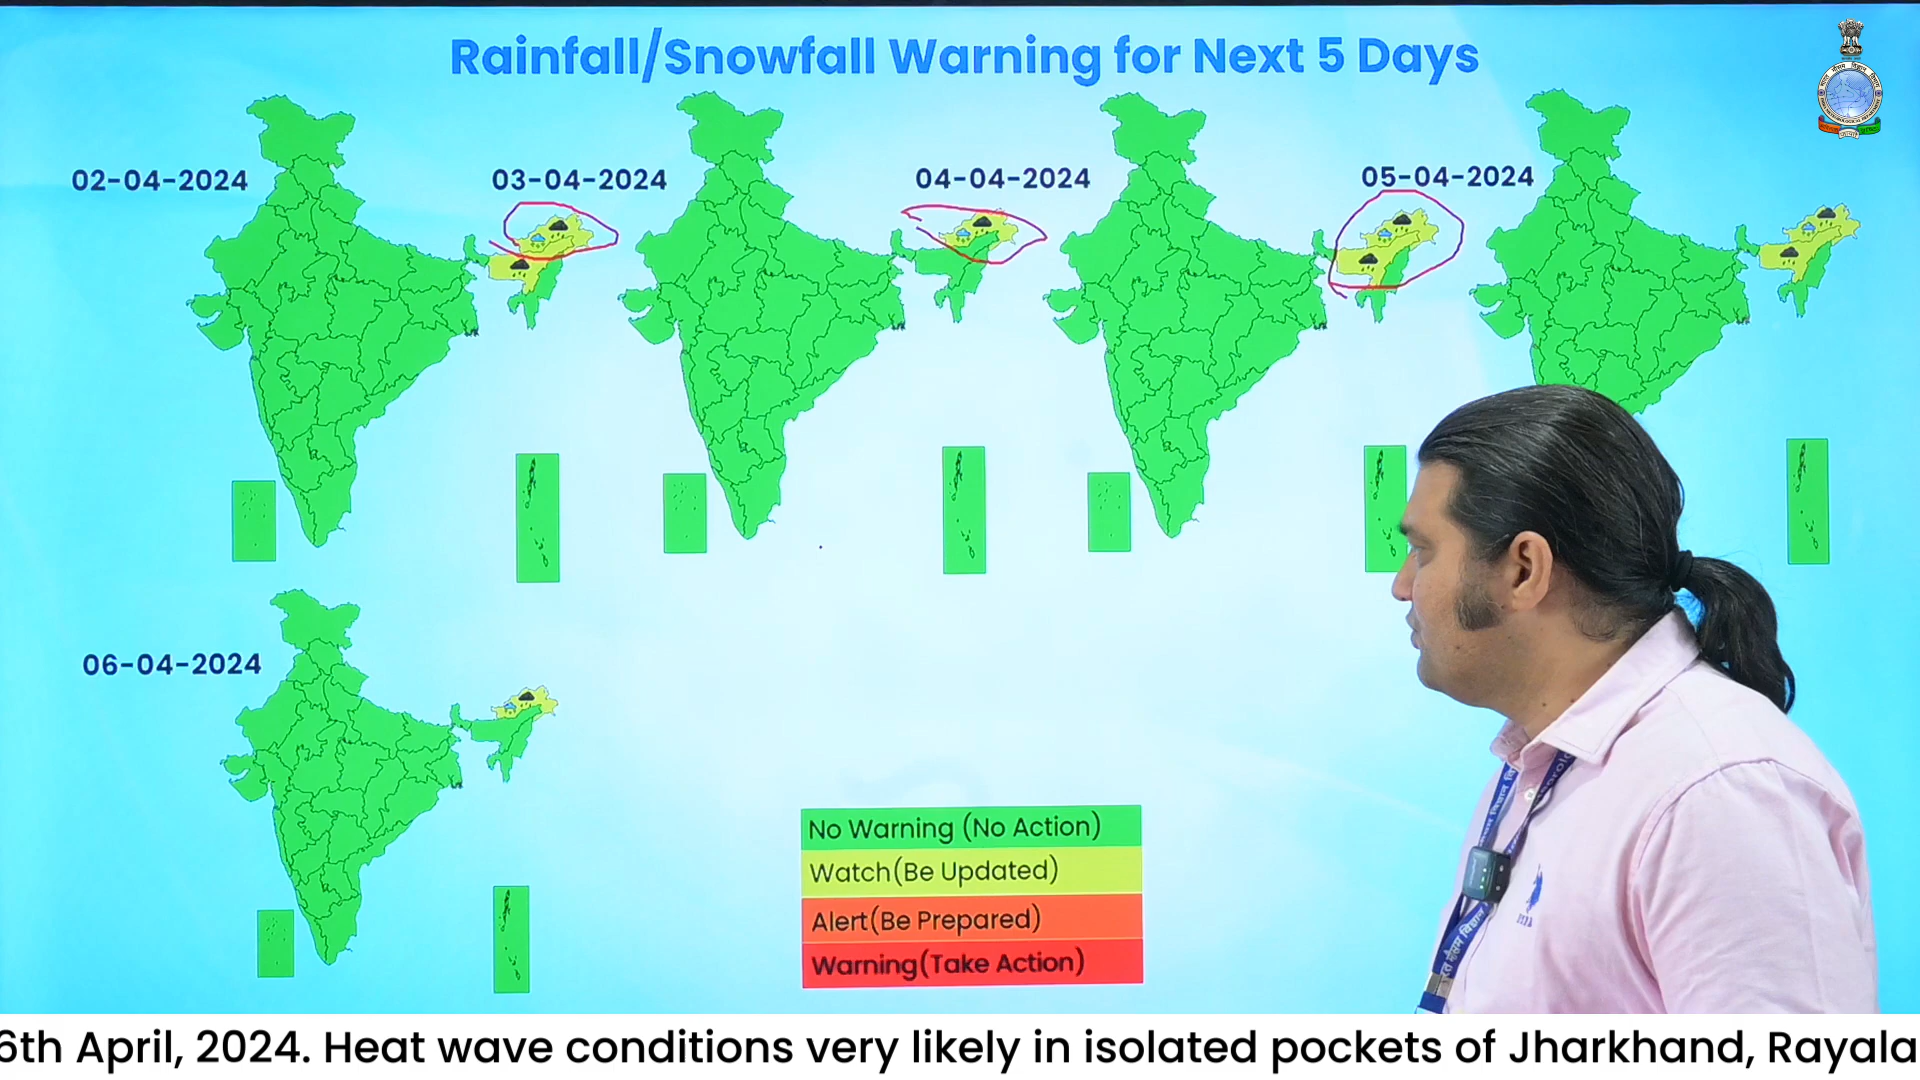 Rainfall/Snowfall Warning for Next 5 Days
02-04-2024
03-04-2024
04-04-2024
05-04-2024
06-04-2024
No Warning (No Action)
Watch(Be Updated)
Alert(Be Prepared)
Warning(Take Action)
6th April, 2024. Heat wave conditions very likely in isolated pockets of Jharkhand, Rayala